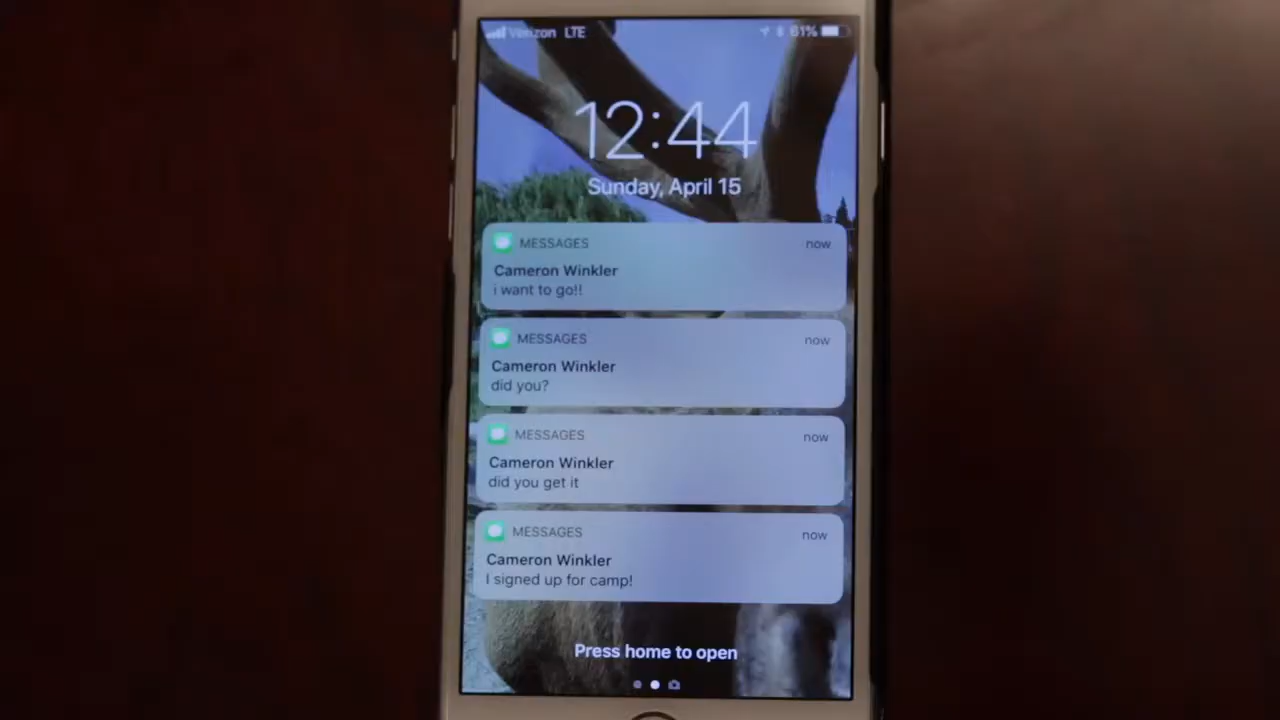 Verizon LTE 61%
12:44
Sunday, April 15
MESSAGES now
Cameron Winkler
i want to go!!
MESSAGES now
Cameron Winkler
did you?
MESSAGES now
Cameron Winkler
did you get it
MESSAGES now
Cameron Winkler
I signed up for camp!
Press home to open